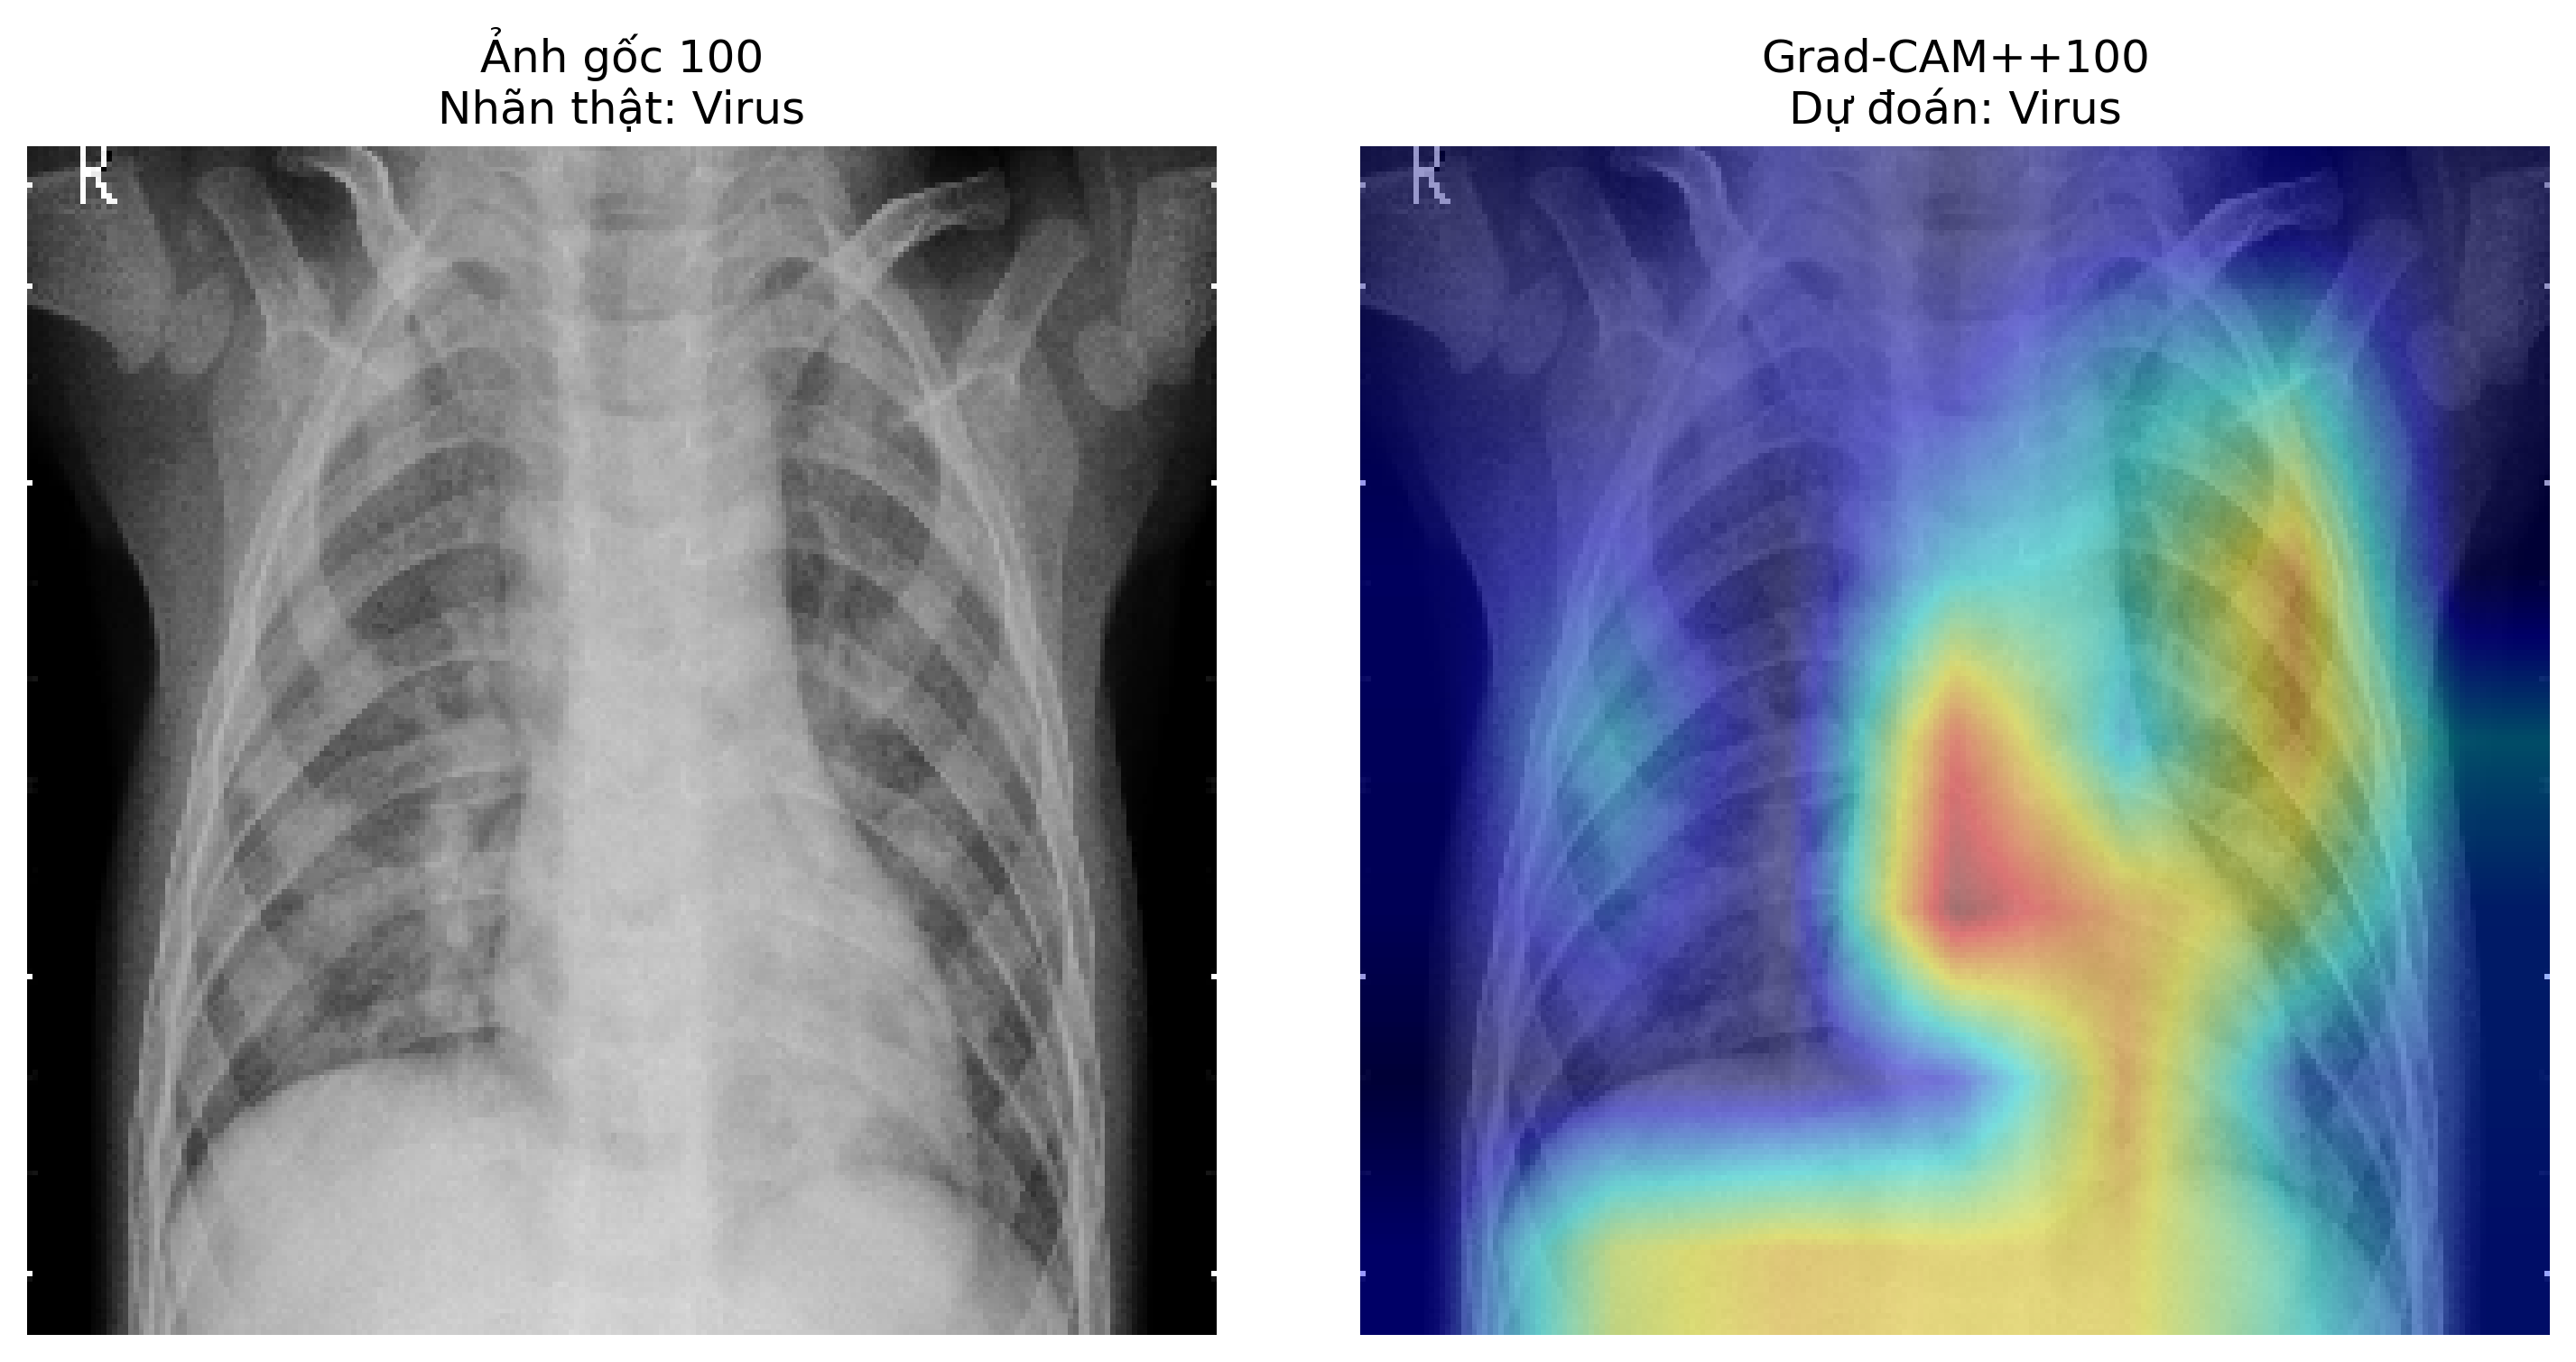 Ảnh gốc 100
Nhãn thật: Virus
Grad-CAM++100
Dự đoán: Virus
R
R